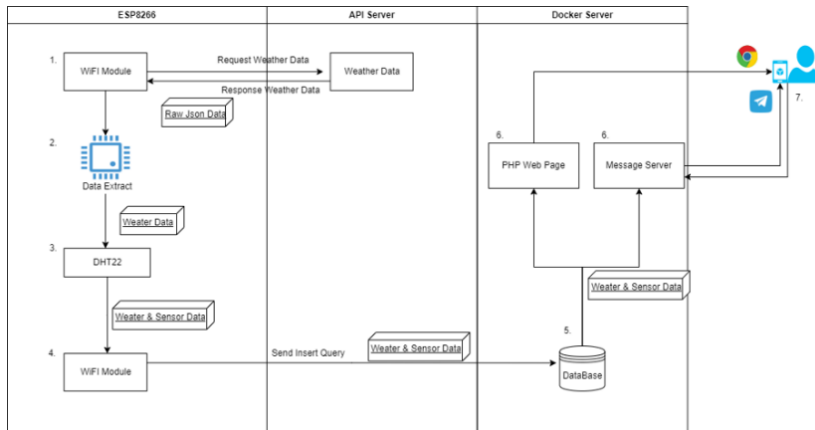 ESP8266
API Server
Docker Server
1.
WiFI Module
Request Weather Data
Weather Data
Response Weather Data
Raw Json Data
7.
2.
Data Extract
6.
PHP Web Page
6.
Message Server
Weater Data
3.
DHT22
Weater & Sensor Data
Weater & Sensor Data
4.
WiFI Module
Send Insert Query
Weater & Sensor Data
5.
DataBase